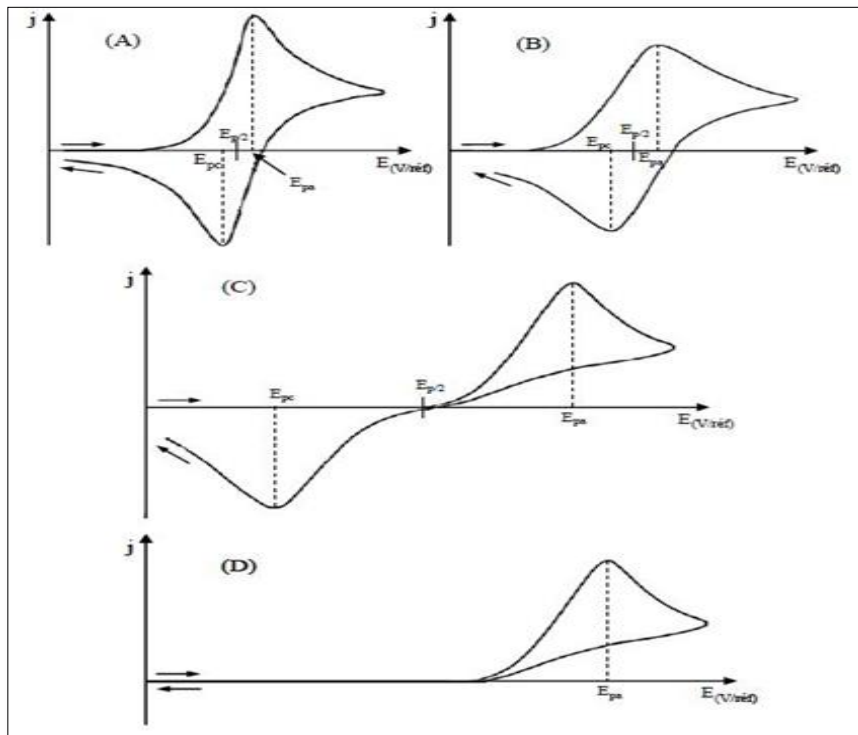 j
(A)
E_p/2
E_pc
E_pa
E_(V/réf)
j
(B)
E_p/2
E_pc
E_pa
E_(V/réf)
j
(C)
E_pc
E_p/2
E_pa
E_(V/réf)
j
(D)
E_pa
E_(V/réf)